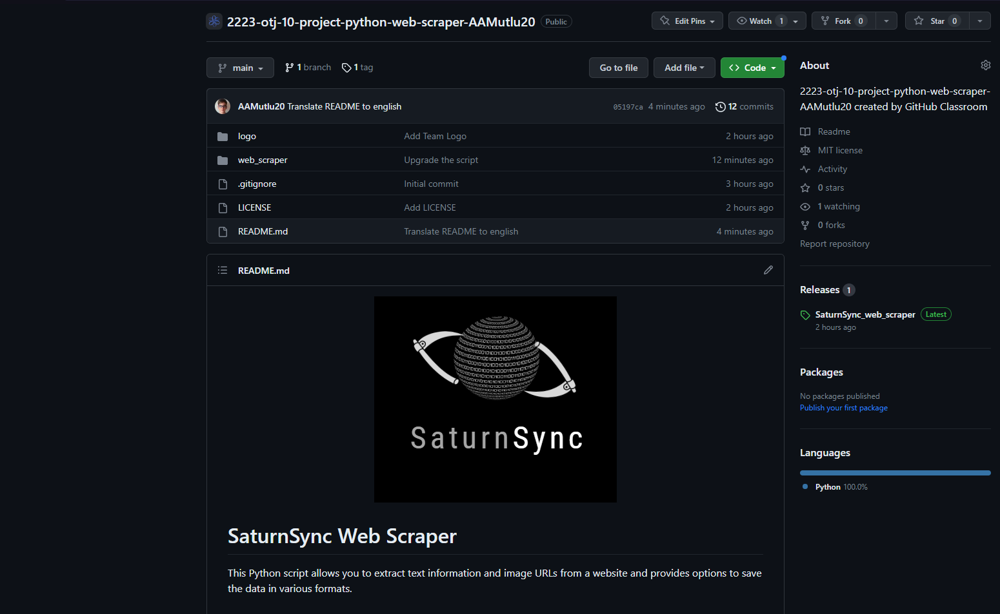 2223-otj-10-project-python-web-scraper-AAMutlu20 Public
Edit Pins Watch 1 Fork 0 Star 0
main 1 branch 1 tag
Go to file Add file Code
AAMutlu20 Translate README to english 05197ca 4 minutes ago 12 commits
logo Add Team Logo 2 hours ago
web_scraper Upgrade the script 12 minutes ago
.gitignore Initial commit 3 hours ago
LICENSE Add LICENSE 2 hours ago
README.md Translate README to english 4 minutes ago
README.md
SaturnSync
SaturnSync Web Scraper
This Python script allows you to extract text information and image URLs from a website and provides options to save
the data in various formats.
About
2223-otj-10-project-python-web-scraper-
AAMutlu20 created by GitHub Classroom
Readme
MIT license
Activity
0 stars
1 watching
0 forks
Report repository
Releases 1
SaturnSync_web_scraper Latest
2 hours ago
Packages
No packages published
Publish your first package
Languages
Python 100.0%